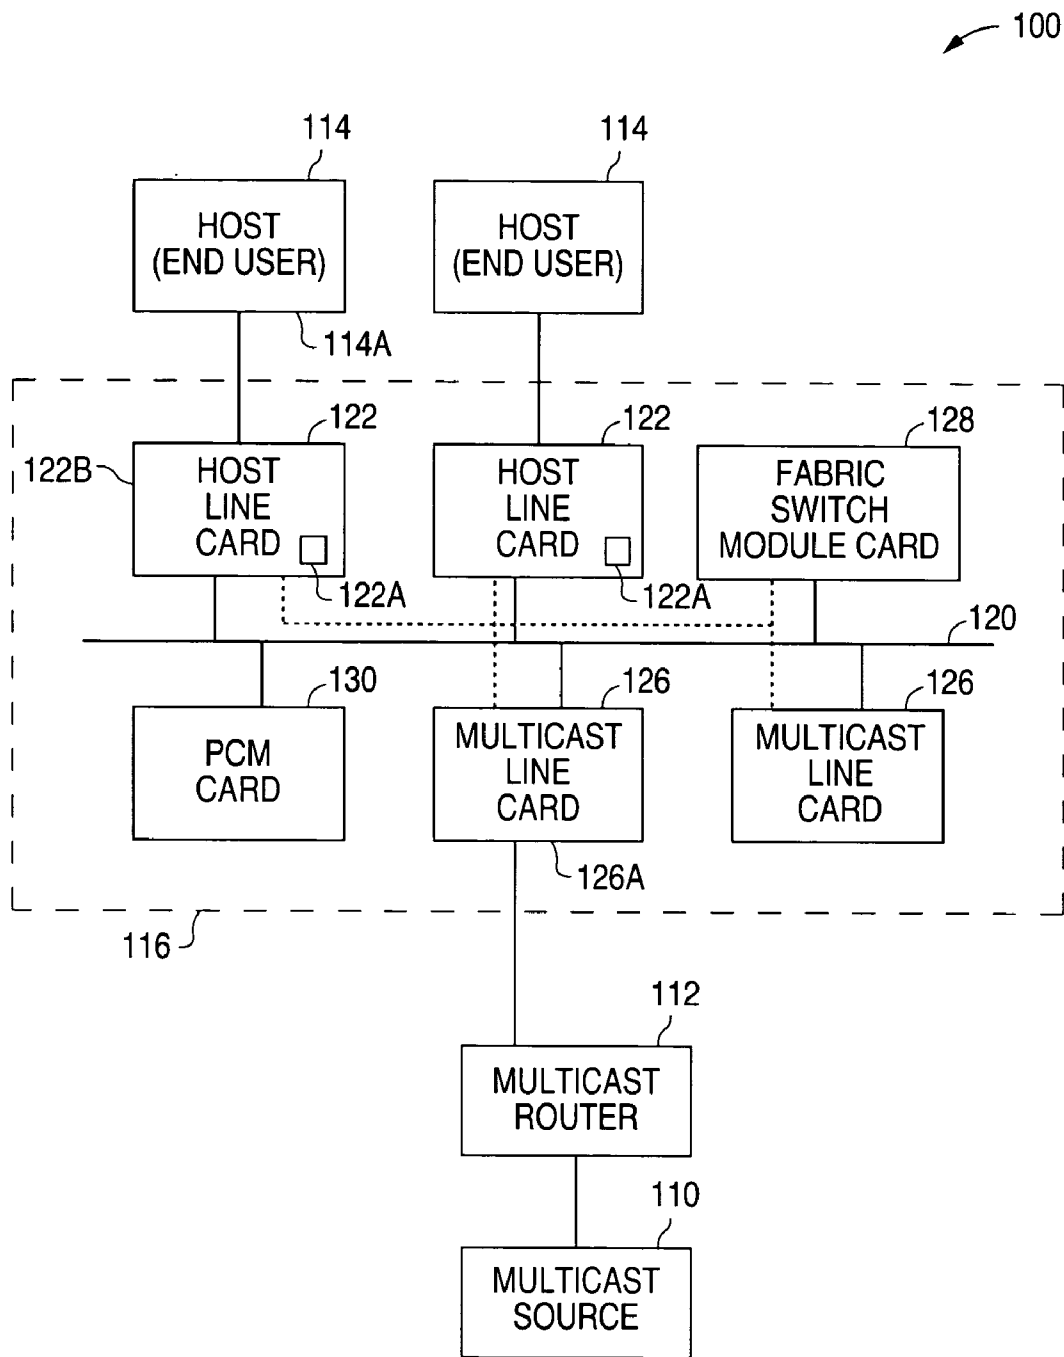 100
114
114
HOST
(END USER)
HOST
(END USER)
114A
122
122
128
122B
HOST
LINE
CARD
HOST
LINE
CARD
FABRIC
SWITCH
MODULE CARD
122A
122A
120
130
126
126
PCM
CARD
MULTICAST
LINE
CARD
MULTICAST
LINE
CARD
126A
116
112
MULTICAST
ROUTER
110
MULTICAST
SOURCE